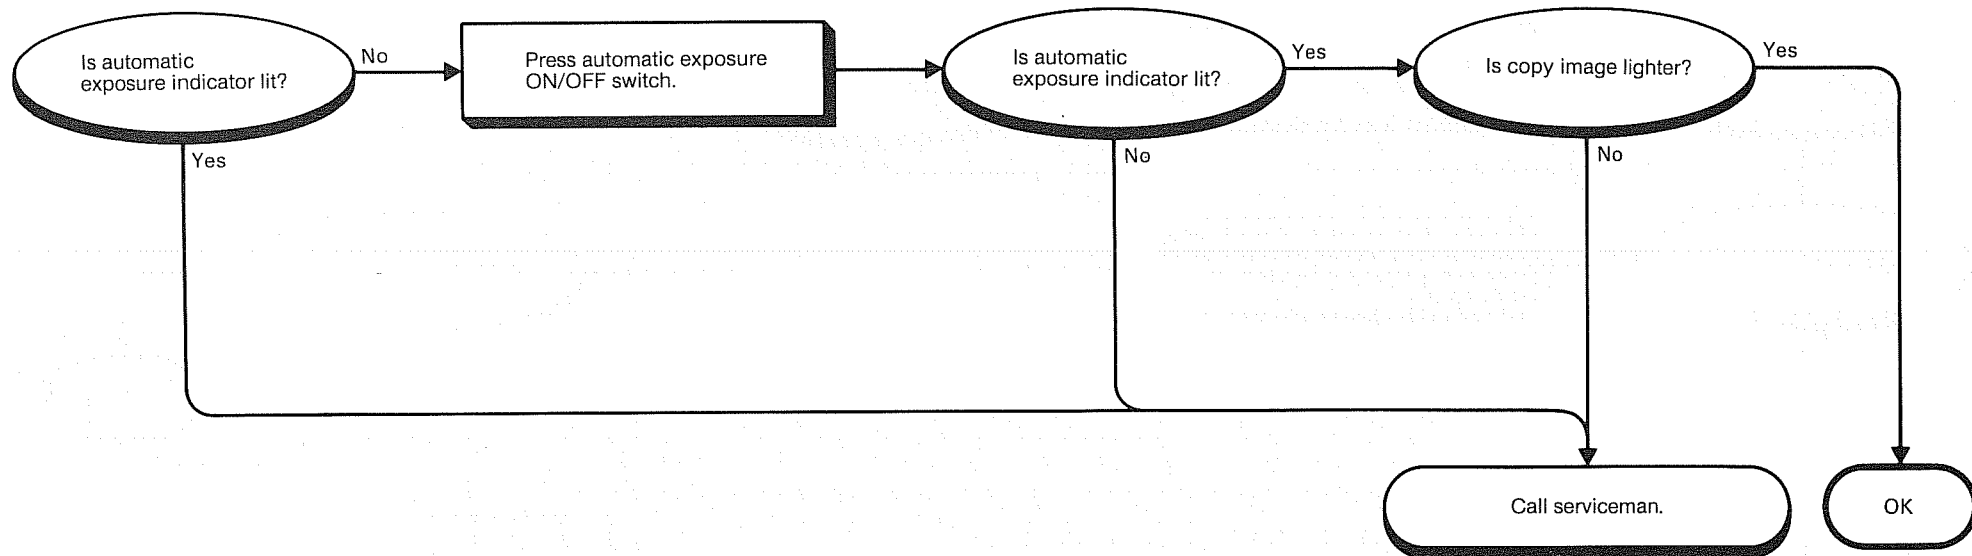 Is automatic
exposure indicator lit?
No
Press automatic exposure
ON/OFF switch.
Is automatic
exposure indicator lit?
Yes
Is copy image lighter?
Yes
Yes
No
No
Call serviceman.
OK